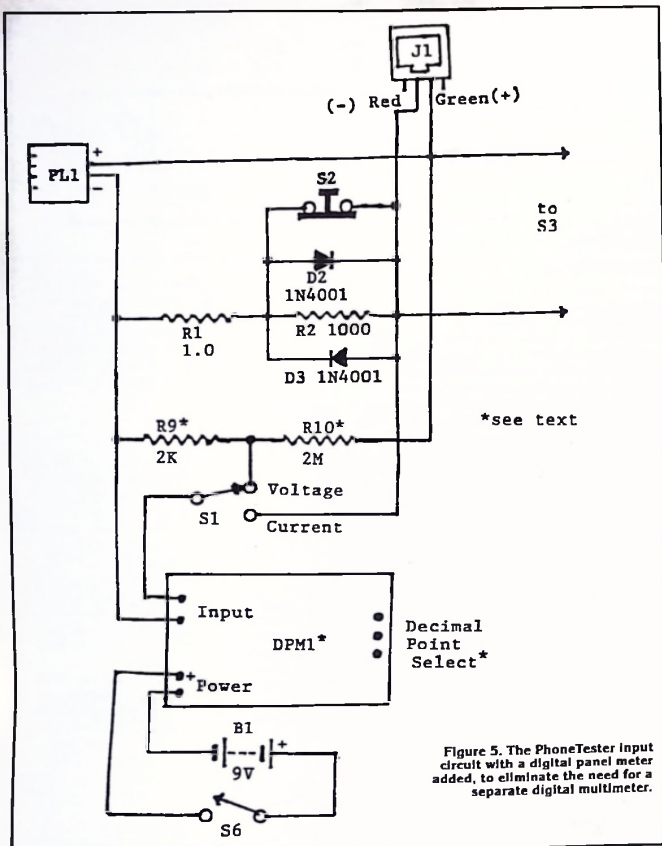 J1
(-) Red Green(+)
PL1
+
-
S2
to
S3
D2
1N4001
R1
1.0
R2 1000
D3 1N4001
R9*
2K
R10*
2M
*see text
S1
Voltage
Current
Input
DPM1*
Decimal
Point
Select*
+
Power
B1
+
9V
S6
Figure 5. The PhoneTester input
circuit with a digital panel meter
added, to eliminate the need for a
separate digital multimeter.